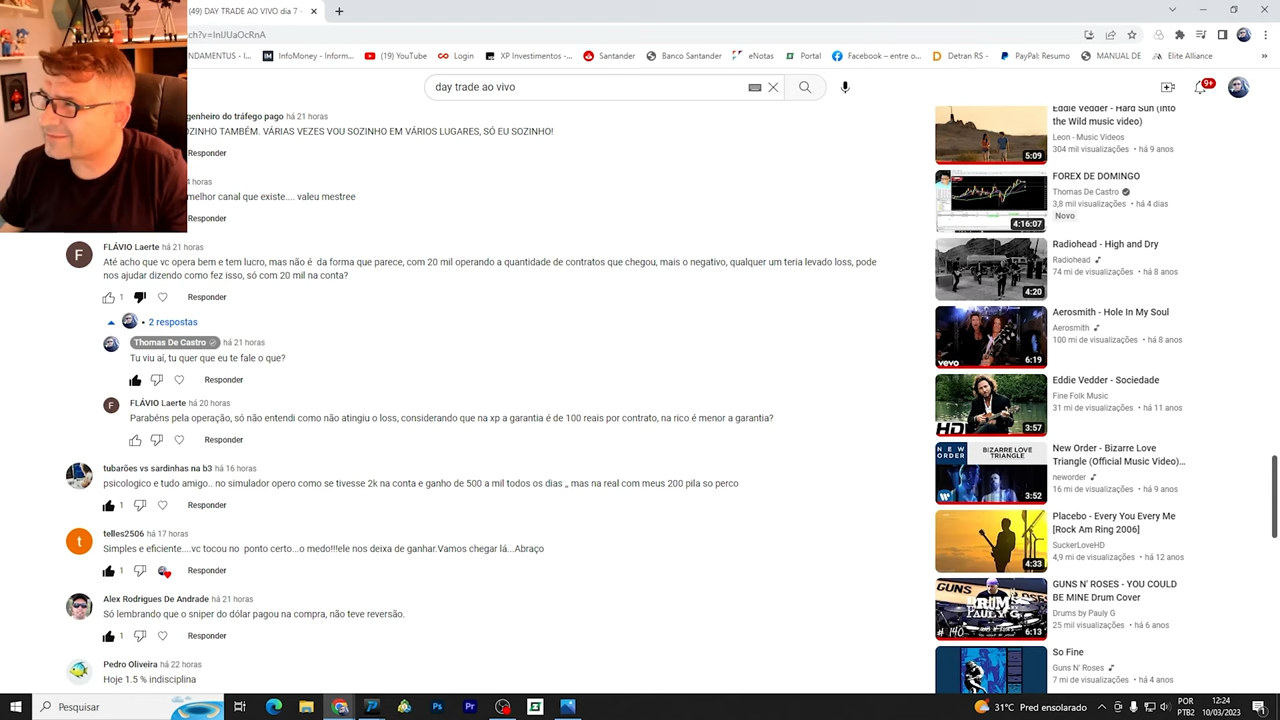 (49) DAY TRADE AO VIVO dia 7 -
ch?v=InlJUaOcRnA
NDAMENTUS - I... InfoMoney - Inform... (19) YouTube Login XP Investimentos -... Santander Banco Santander eNotas Portal Facebook – entre o... Detran RS - PayPal: Resumo MANUAL DE Elite Alliance
day trade ao vivo
9+
genheiro do tráfego pago há 21 horas
OZINHO TAMBÉM. VÁRIAS VEZES VOU SOZINHO EM VÁRIOS LUGARES, SÓ EU SOZINHO!
Responder
4 horas
melhor canal que existe.... valeu mestree
Responder
F
FLÁVIO Laerte há 21 horas
Até acho que vc opera bem e tem lucro, mas não é da forma que parece, com 20 mil operando a quantidade de contratos que chegou, mais o negativo, qualquer um teria levado loss, pode
nos ajudar dizendo como fez isso, só com 20 mil na conta?
1 Responder
2 respostas
Thomas De Castro há 21 horas
Tu viu aí, tu quer que eu te fale o que?
Responder
F
FLÁVIO Laerte há 20 horas
Parabéns pela operação, só não entendi como não atingiu o loss, considerando que na xp a garantia é de 100 reais por contrato, na rico é menor a garantia?
Responder
tubarões vs sardinhas na b3 há 16 horas
psicologico e tudo amigo.. no simulador opero como se tivesse 2k na conta e ganho de 500 a mil todos os dias ,, mas na real com meus 200 pila so perco
Responder
t
telles2506 há 17 horas
Simples e eficiente....vc tocou no ponto certo...o medo!!!ele nos deixa de ganhar.Vamos chegar lá...Abraço
1 Responder
Alex Rodrigues De Andrade há 21 horas
Só lembrando que o sniper do dólar pagou na compra, não teve reversão.
1 Responder
Pedro Oliveira há 22 horas
Hoje 1.5 % indisciplina
Eddie Vedder - Hard Sun (Into
the Wild music video)
Leon - Music Videos
304 mil visualizações • há 9 anos
5:09
FOREX DE DOMINGO
Thomas De Castro
3,8 mil visualizações • há 4 dias
Novo
4:16:07
Radiohead - High and Dry
Radiohead
74 mi de visualizações • há 8 anos
4:20
Aerosmith - Hole In My Soul
Aerosmith
100 mi de visualizações • há 8 anos
vevo
6:19
Eddie Vedder - Sociedade
Fine Folk Music
31 mi de visualizações • há 11 anos
HD
3:57
New Order - Bizarre Love
Triangle (Official Music Video)...
neworder
16 mi de visualizações • há 9 anos
NEW ORDER
BIZARRE LOVE TRIANGLE
3:52
Placebo - Every You Every Me
[Rock Am Ring 2006]
SuckerLoveHD
4,9 mi de visualizações • há 12 anos
4:33
GUNS N' ROSES - YOU COULD
BE MINE Drum Cover
Drums by Pauly G
25 mil visualizações • há 6 anos
DRUMS
PAULY G
# 140
6:13
So Fine
Guns N' Roses
7 mi de visualizações • há 4 anos
Pesquisar
31°C Pred ensolarado
POR
PTB2
12:24
10/03/2023
1